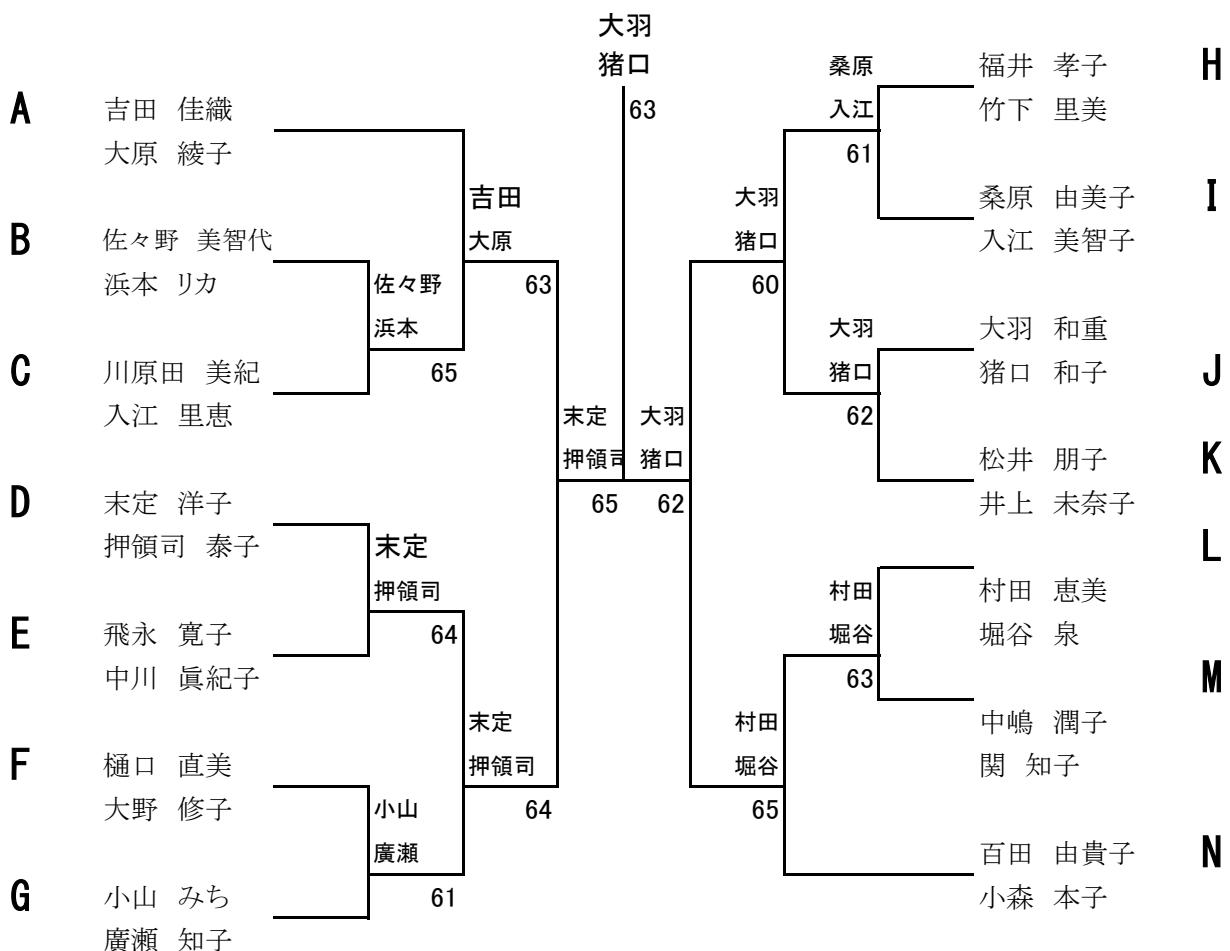 大羽
猪口
63
A
吉田 佳織
大原 綾子
B
佐々野 美智代
浜本 リカ
C
川原田 美紀
入江 里恵
D
末定 洋子
押領司 泰子
E
飛永 寛子
中川 眞紀子
F
樋口 直美
大野 修子
G
小山 みち
廣瀬 知子
佐々野
浜本
65
末定
押領司
64
小山
廣瀬
61
吉田
大原
63
末定
押領司
64
末定
押領司
65
大羽
猪口
62
大羽
猪口
60
村田
堀谷
65
桑原
入江
61
大羽
猪口
62
村田
堀谷
63
福井 孝子
竹下 里美
H
桑原 由美子
入江 美智子
I
大羽 和重
猪口 和子
J
松井 朋子
井上 未奈子
K
L
村田 恵美
堀谷 泉
M
中嶋 潤子
関 知子
百田 由貴子
小森 本子
N